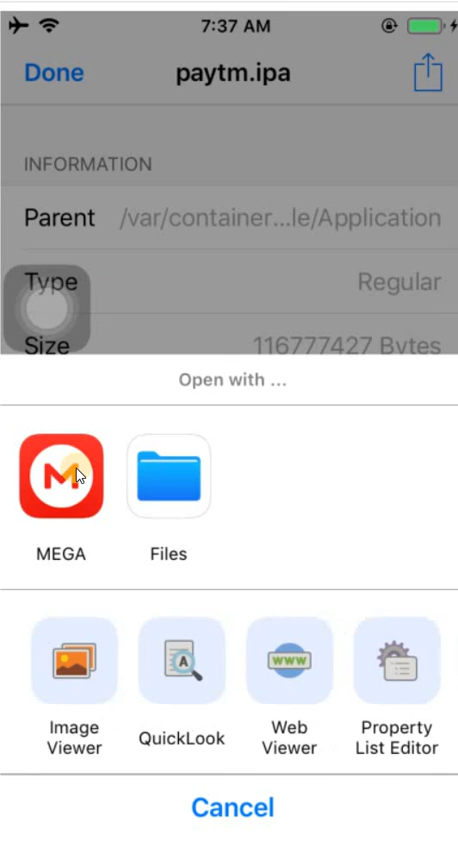 7:37 AM
Done paytm.ipa
INFORMATION
Parent /var/container...le/Application
Type Regular
Size 116777427 Bytes
Open with ...
M
MEGA Files
A WWW
Image Viewer QuickLook Web Viewer Property List Editor
Cancel